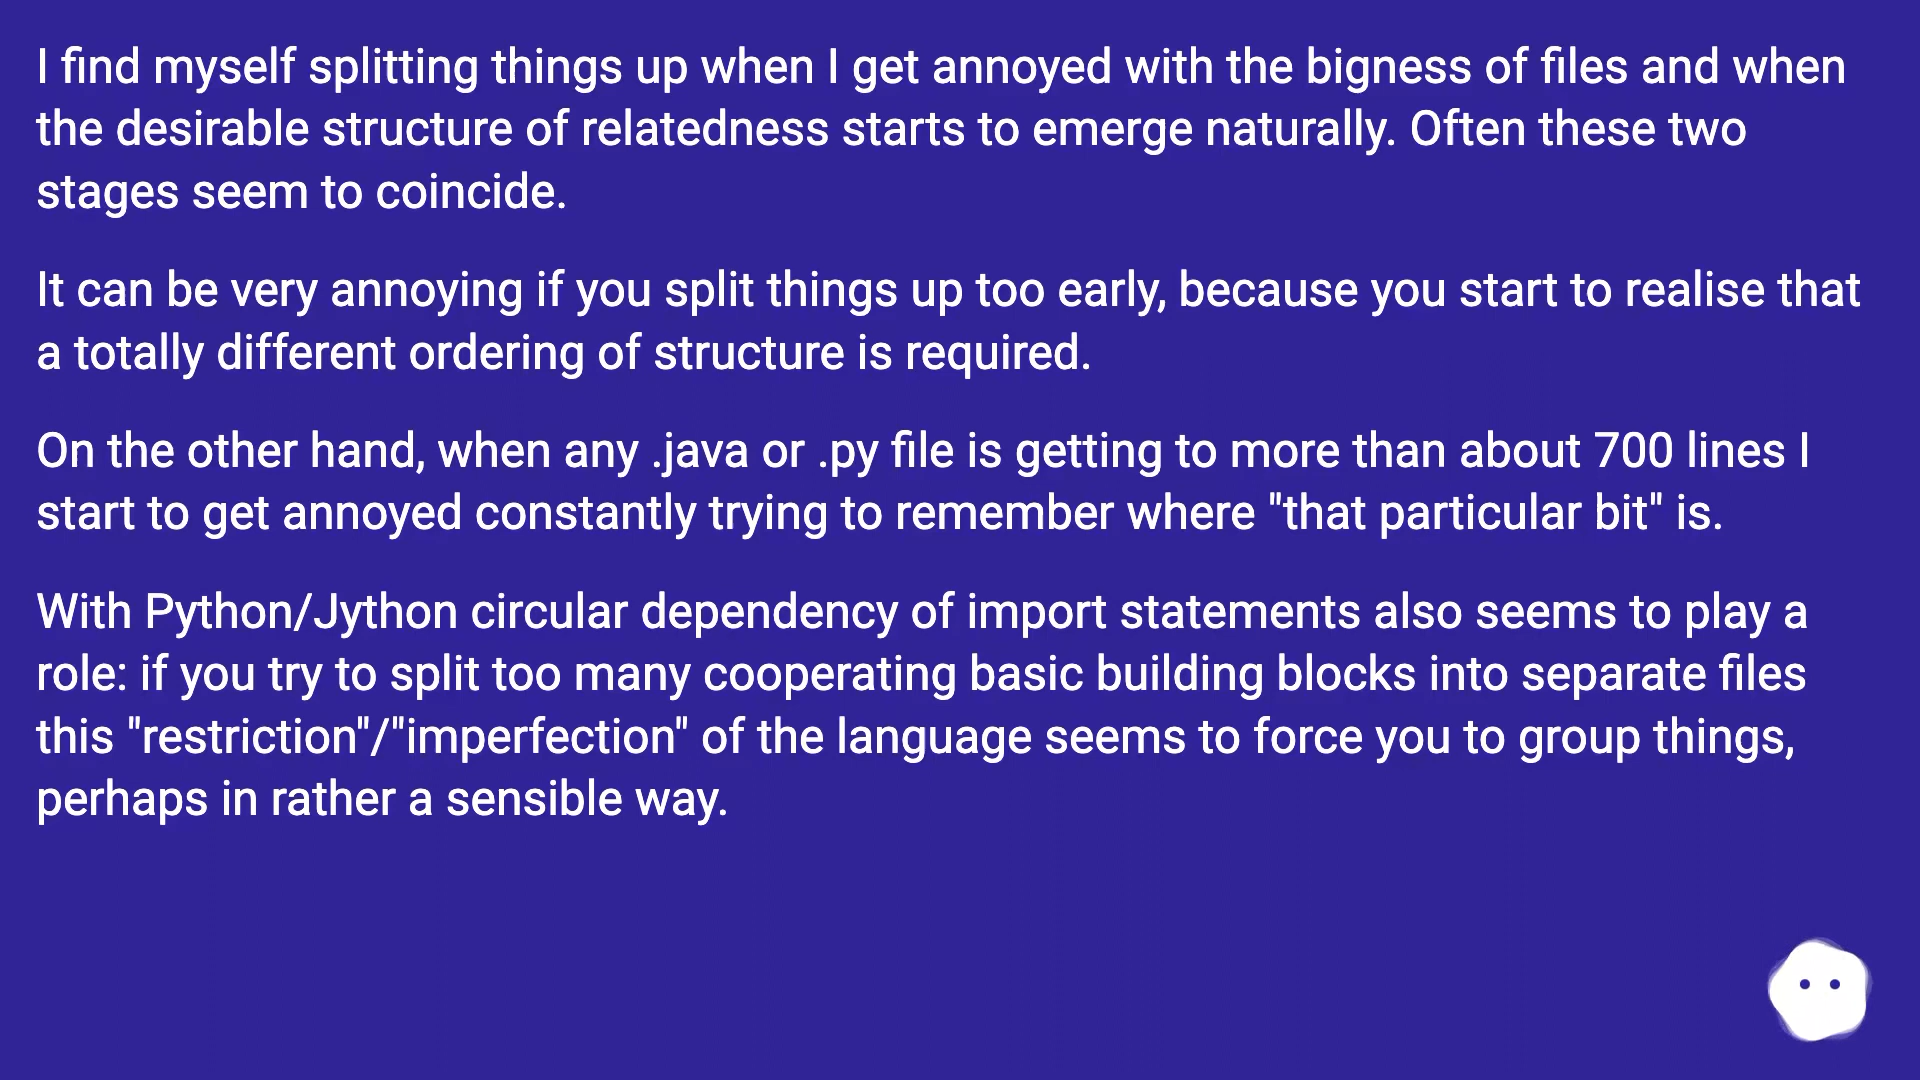 I find myself splitting things up when I get annoyed with the bigness of files and when
the desirable structure of relatedness starts to emerge naturally. Often these two
stages seem to coincide.
It can be very annoying if you split things up too early, because you start to realise that
a totally different ordering of structure is required.
On the other hand, when any .java or .py file is getting to more than about 700 lines I
start to get annoyed constantly trying to remember where "that particular bit" is.
With Python/Jython circular dependency of import statements also seems to play a
role: if you try to split too many cooperating basic building blocks into separate files
this "restriction"/"imperfection" of the language seems to force you to group things,
perhaps in rather a sensible way.